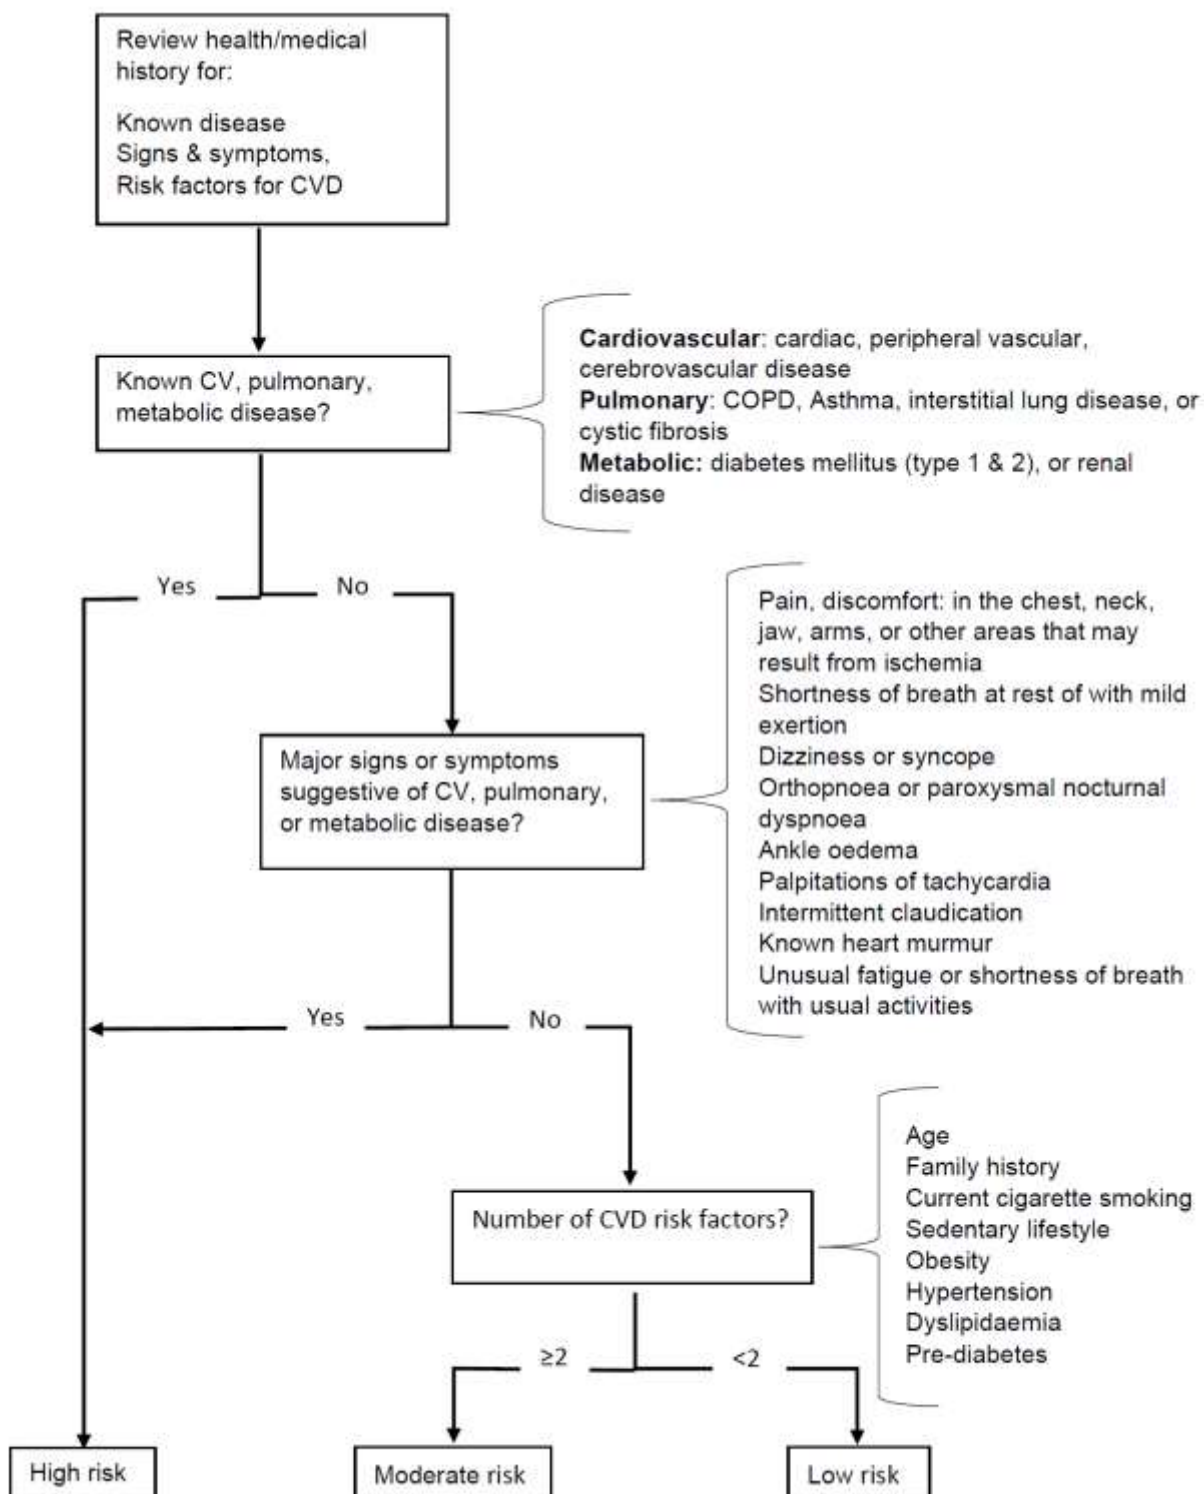 Review health/medical
history for:
Known disease
Signs & symptoms,
Risk factors for CVD
Known CV, pulmonary,
metabolic disease?
Cardiovascular: cardiac, peripheral vascular,
cerebrovascular disease
Pulmonary: COPD, Asthma, interstitial lung disease, or
cystic fibrosis
Metabolic: diabetes mellitus (type 1 & 2), or renal
disease
Yes
No
Major signs or symptoms
suggestive of CV, pulmonary,
or metabolic disease?
Pain, discomfort: in the chest, neck,
jaw, arms, or other areas that may
result from ischemia
Shortness of breath at rest of with mild
exertion
Dizziness or syncope
Orthopnoea or paroxysmal nocturnal
dyspnoea
Ankle oedema
Palpitations of tachycardia
Intermittent claudication
Known heart murmur
Unusual fatigue or shortness of breath
with usual activities
Yes
No
Number of CVD risk factors?
Age
Family history
Current cigarette smoking
Sedentary lifestyle
Obesity
Hypertension
Dyslipidaemia
Pre-diabetes
≥2
<2
High risk
Moderate risk
Low risk